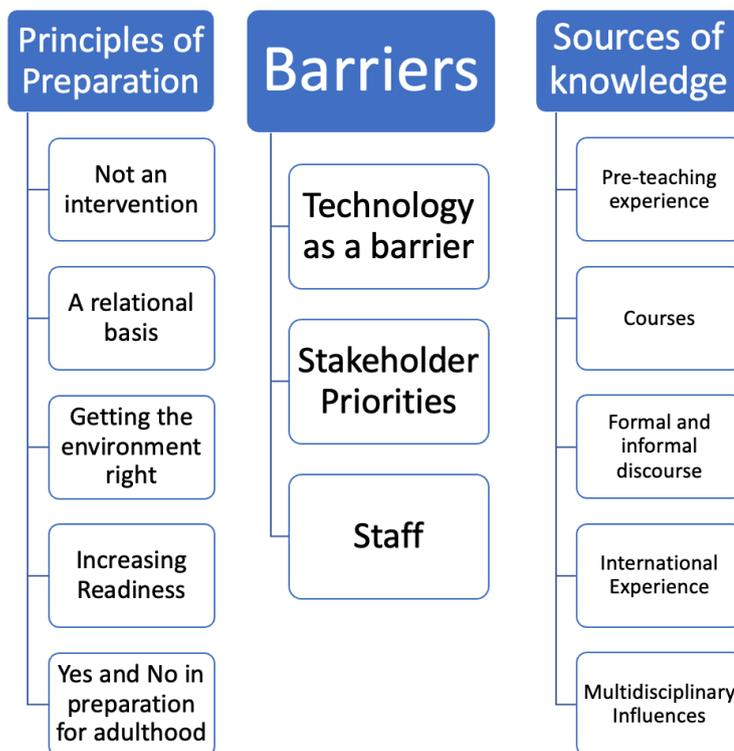 Principles of
Preparation
Not an
intervention
A relational
basis
Getting the
environment
right
Increasing
Readiness
Yes and No in
preparation
for adulthood
Barriers
Technology
as a barrier
Stakeholder
Priorities
Staff
Sources of
knowledge
Pre-teaching
experience
Courses
Formal and
informal
discourse
International
Experience
Multidisciplinary
Influences